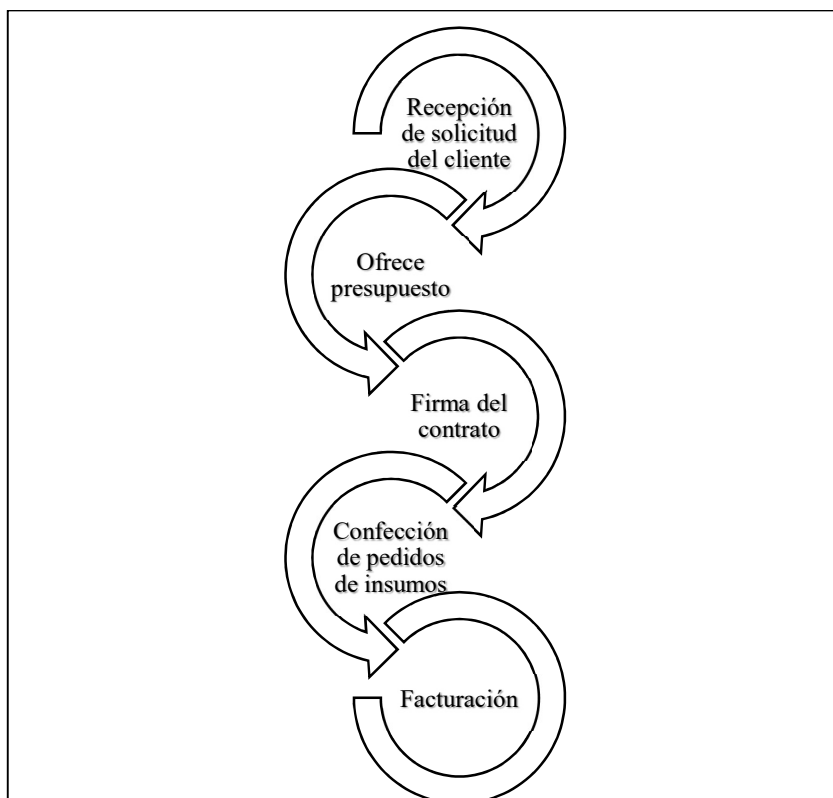 Recepción
de solicitud
del cliente
Ofrece
presupuesto
Firma del
contrato
Confección
de pedidos
de insumos
Facturación